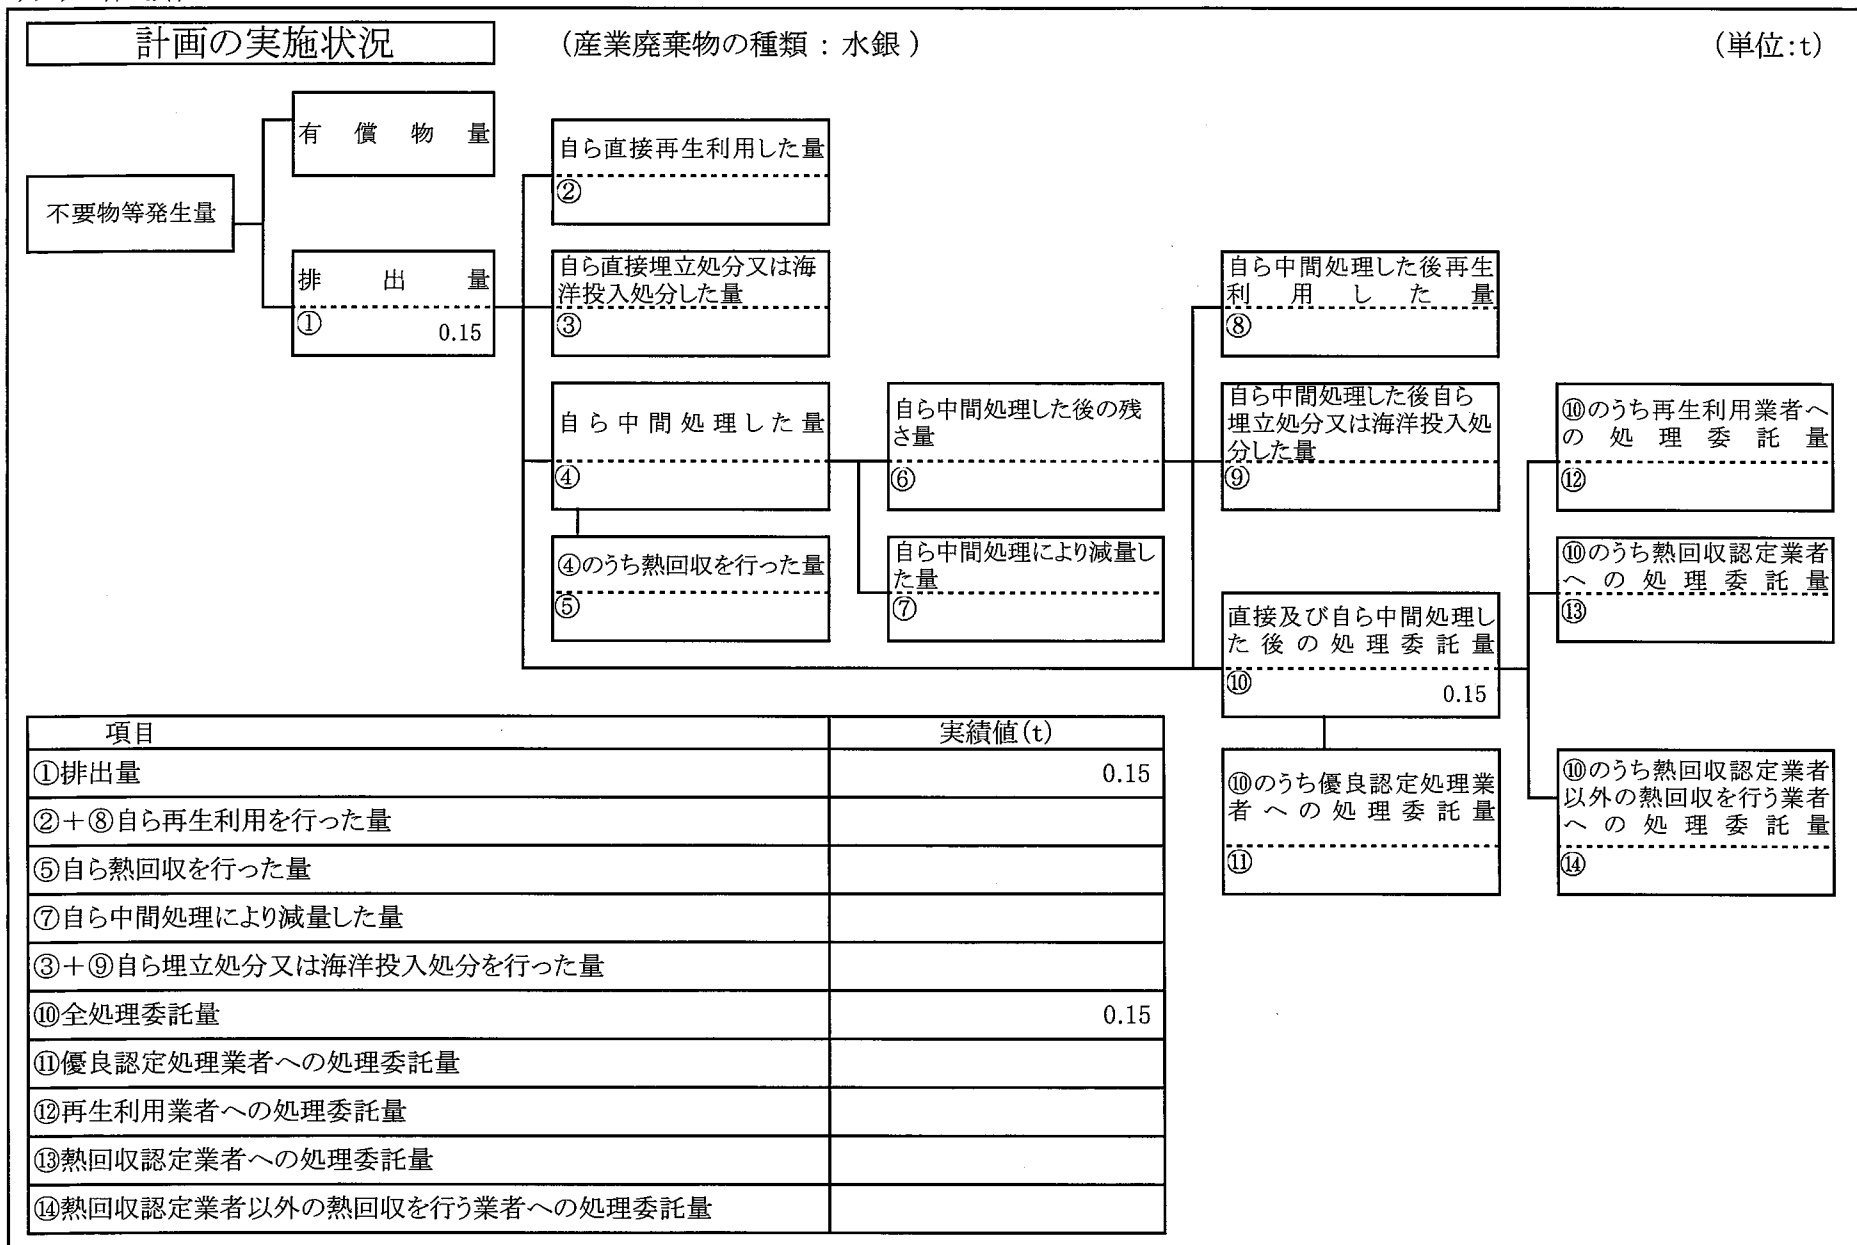 計画の実施状況
(産業廃棄物の種類：水銀)
(単位:t)
有償物量
不要物等発生量
排出量
①
0.15
自ら直接再生利用した量
②
自ら直接埋立処分又は海
洋投入処分した量
③
自ら中間処理した量
④
④のうち熱回収を行った量
⑤
自ら中間処理した後の残
さ量
⑥
自ら中間処理により減量し
た量
⑦
自ら中間処理した後再生
利用した量
⑧
自ら中間処理した後自ら
埋立処分又は海洋投入処
分した量
⑨
直接及び自ら中間処理し
た後の処理委託量
⑩
0.15
⑩のうち優良認定処理業
者への処理委託量
⑪
⑩のうち再生利用業者へ
の処理委託量
⑫
⑩のうち熱回収認定業者
への処理委託量
⑬
⑩のうち熱回収認定業者
以外の熱回収を行う業者
への処理委託量
⑭
項目 実績値(t)
①排出量 0.15
②＋⑧自ら再生利用を行った量
⑤自ら熱回収を行った量
⑦自ら中間処理により減量した量
③＋⑨自ら埋立処分又は海洋投入処分を行った量
⑩全処理委託量 0.15
⑪優良認定処理業者への処理委託量
⑫再生利用業者への処理委託量
⑬熱回収認定業者への処理委託量
⑭熱回収認定業者以外の熱回収を行う業者への処理委託量